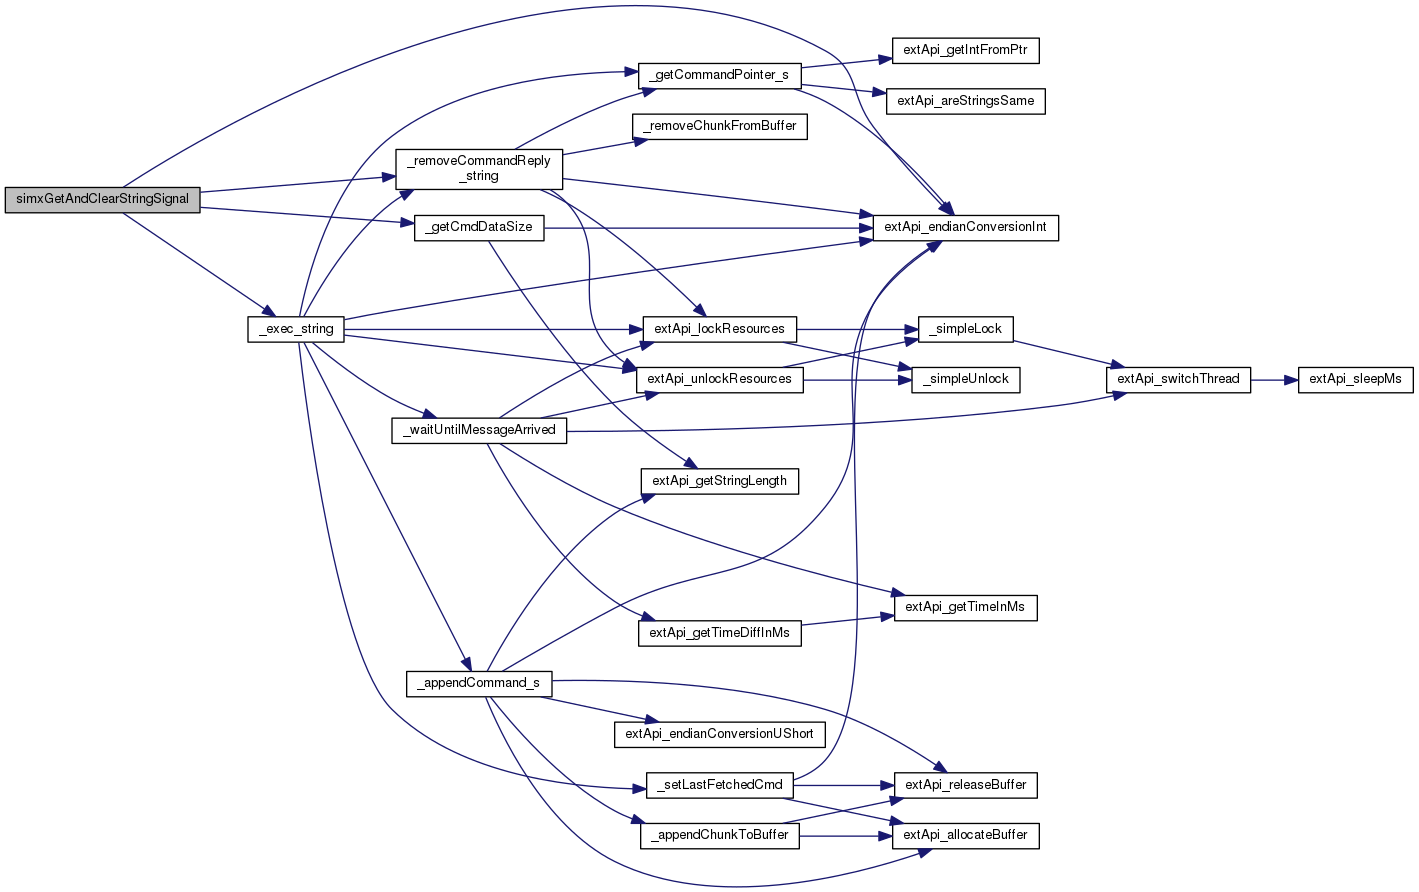 extApi_getIntFromPtr
_getCommandPointer_s
extApi_areStringsSame
_removeChunkFromBuffer
_removeCommandReply
_string
simxGetAndClearStringSignal
_getCmdDataSize
extApi_endianConversionInt
_exec_string
extApi_lockResources
_simpleLock
extApi_unlockResources
_simpleUnlock
extApi_switchThread
extApi_sleepMs
_waitUntilMessageArrived
extApi_getStringLength
extApi_getTimeInMs
extApi_getTimeDiffInMs
_appendCommand_s
extApi_endianConversionUShort
_setLastFetchedCmd
extApi_releaseBuffer
_appendChunkToBuffer
extApi_allocateBuffer